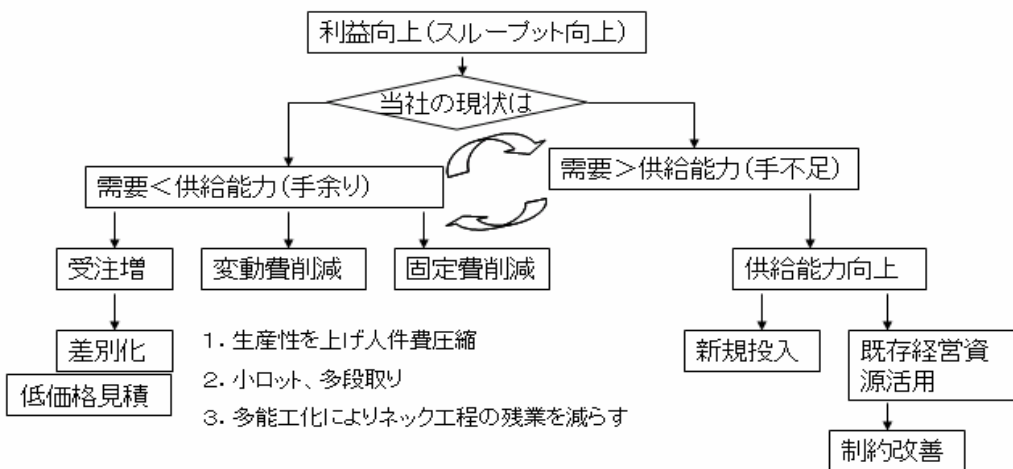 利益向上(スループット向上)
当社の現状は
需要<供給能力(手余り)
需要>供給能力(手不足)
受注増
変動費削減
固定費削減
供給能力向上
差別化
低価格見積
1．生産性を上げ人件費圧縮
2．小ロット、多段取り
3．多能工化によりネック工程の残業を減らす
新規投入
既存経営資
源活用
制約改善